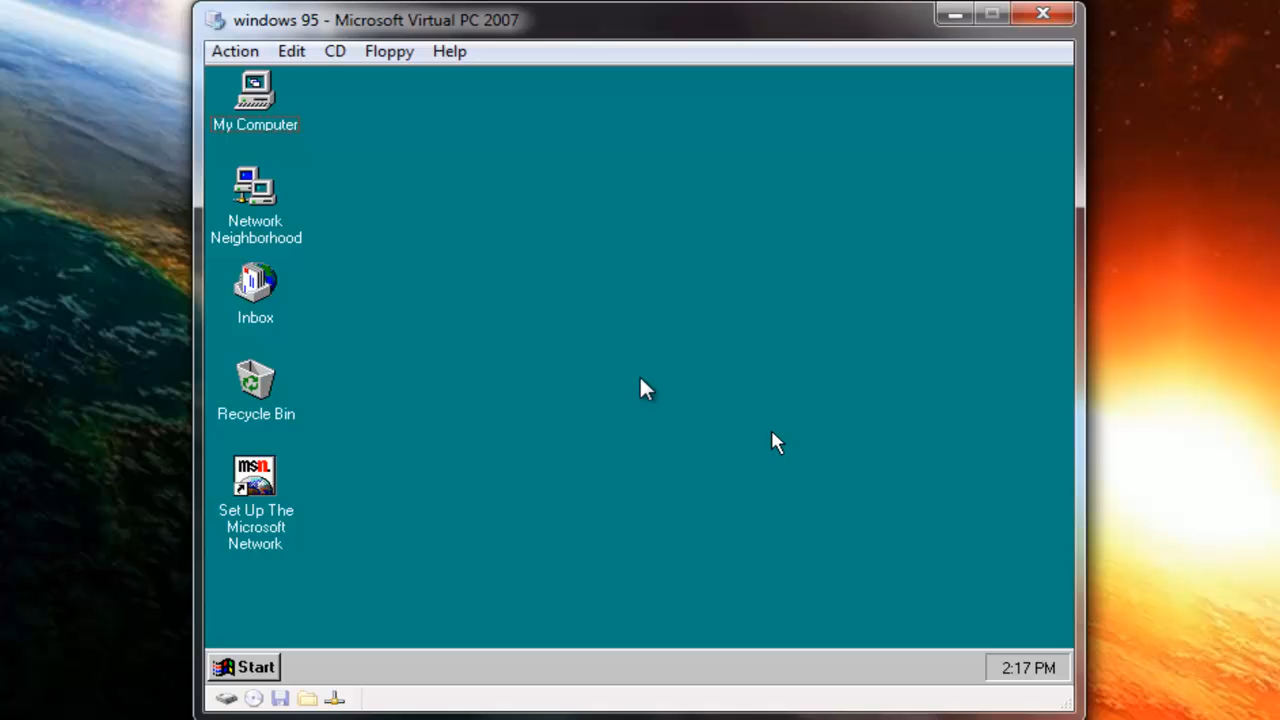 windows 95 - Microsoft Virtual PC 2007
Action Edit CD Floppy Help
My Computer
Network
Neighborhood
Inbox
Recycle Bin
msn.
Set Up The
Microsoft
Network
Start
2:17 PM